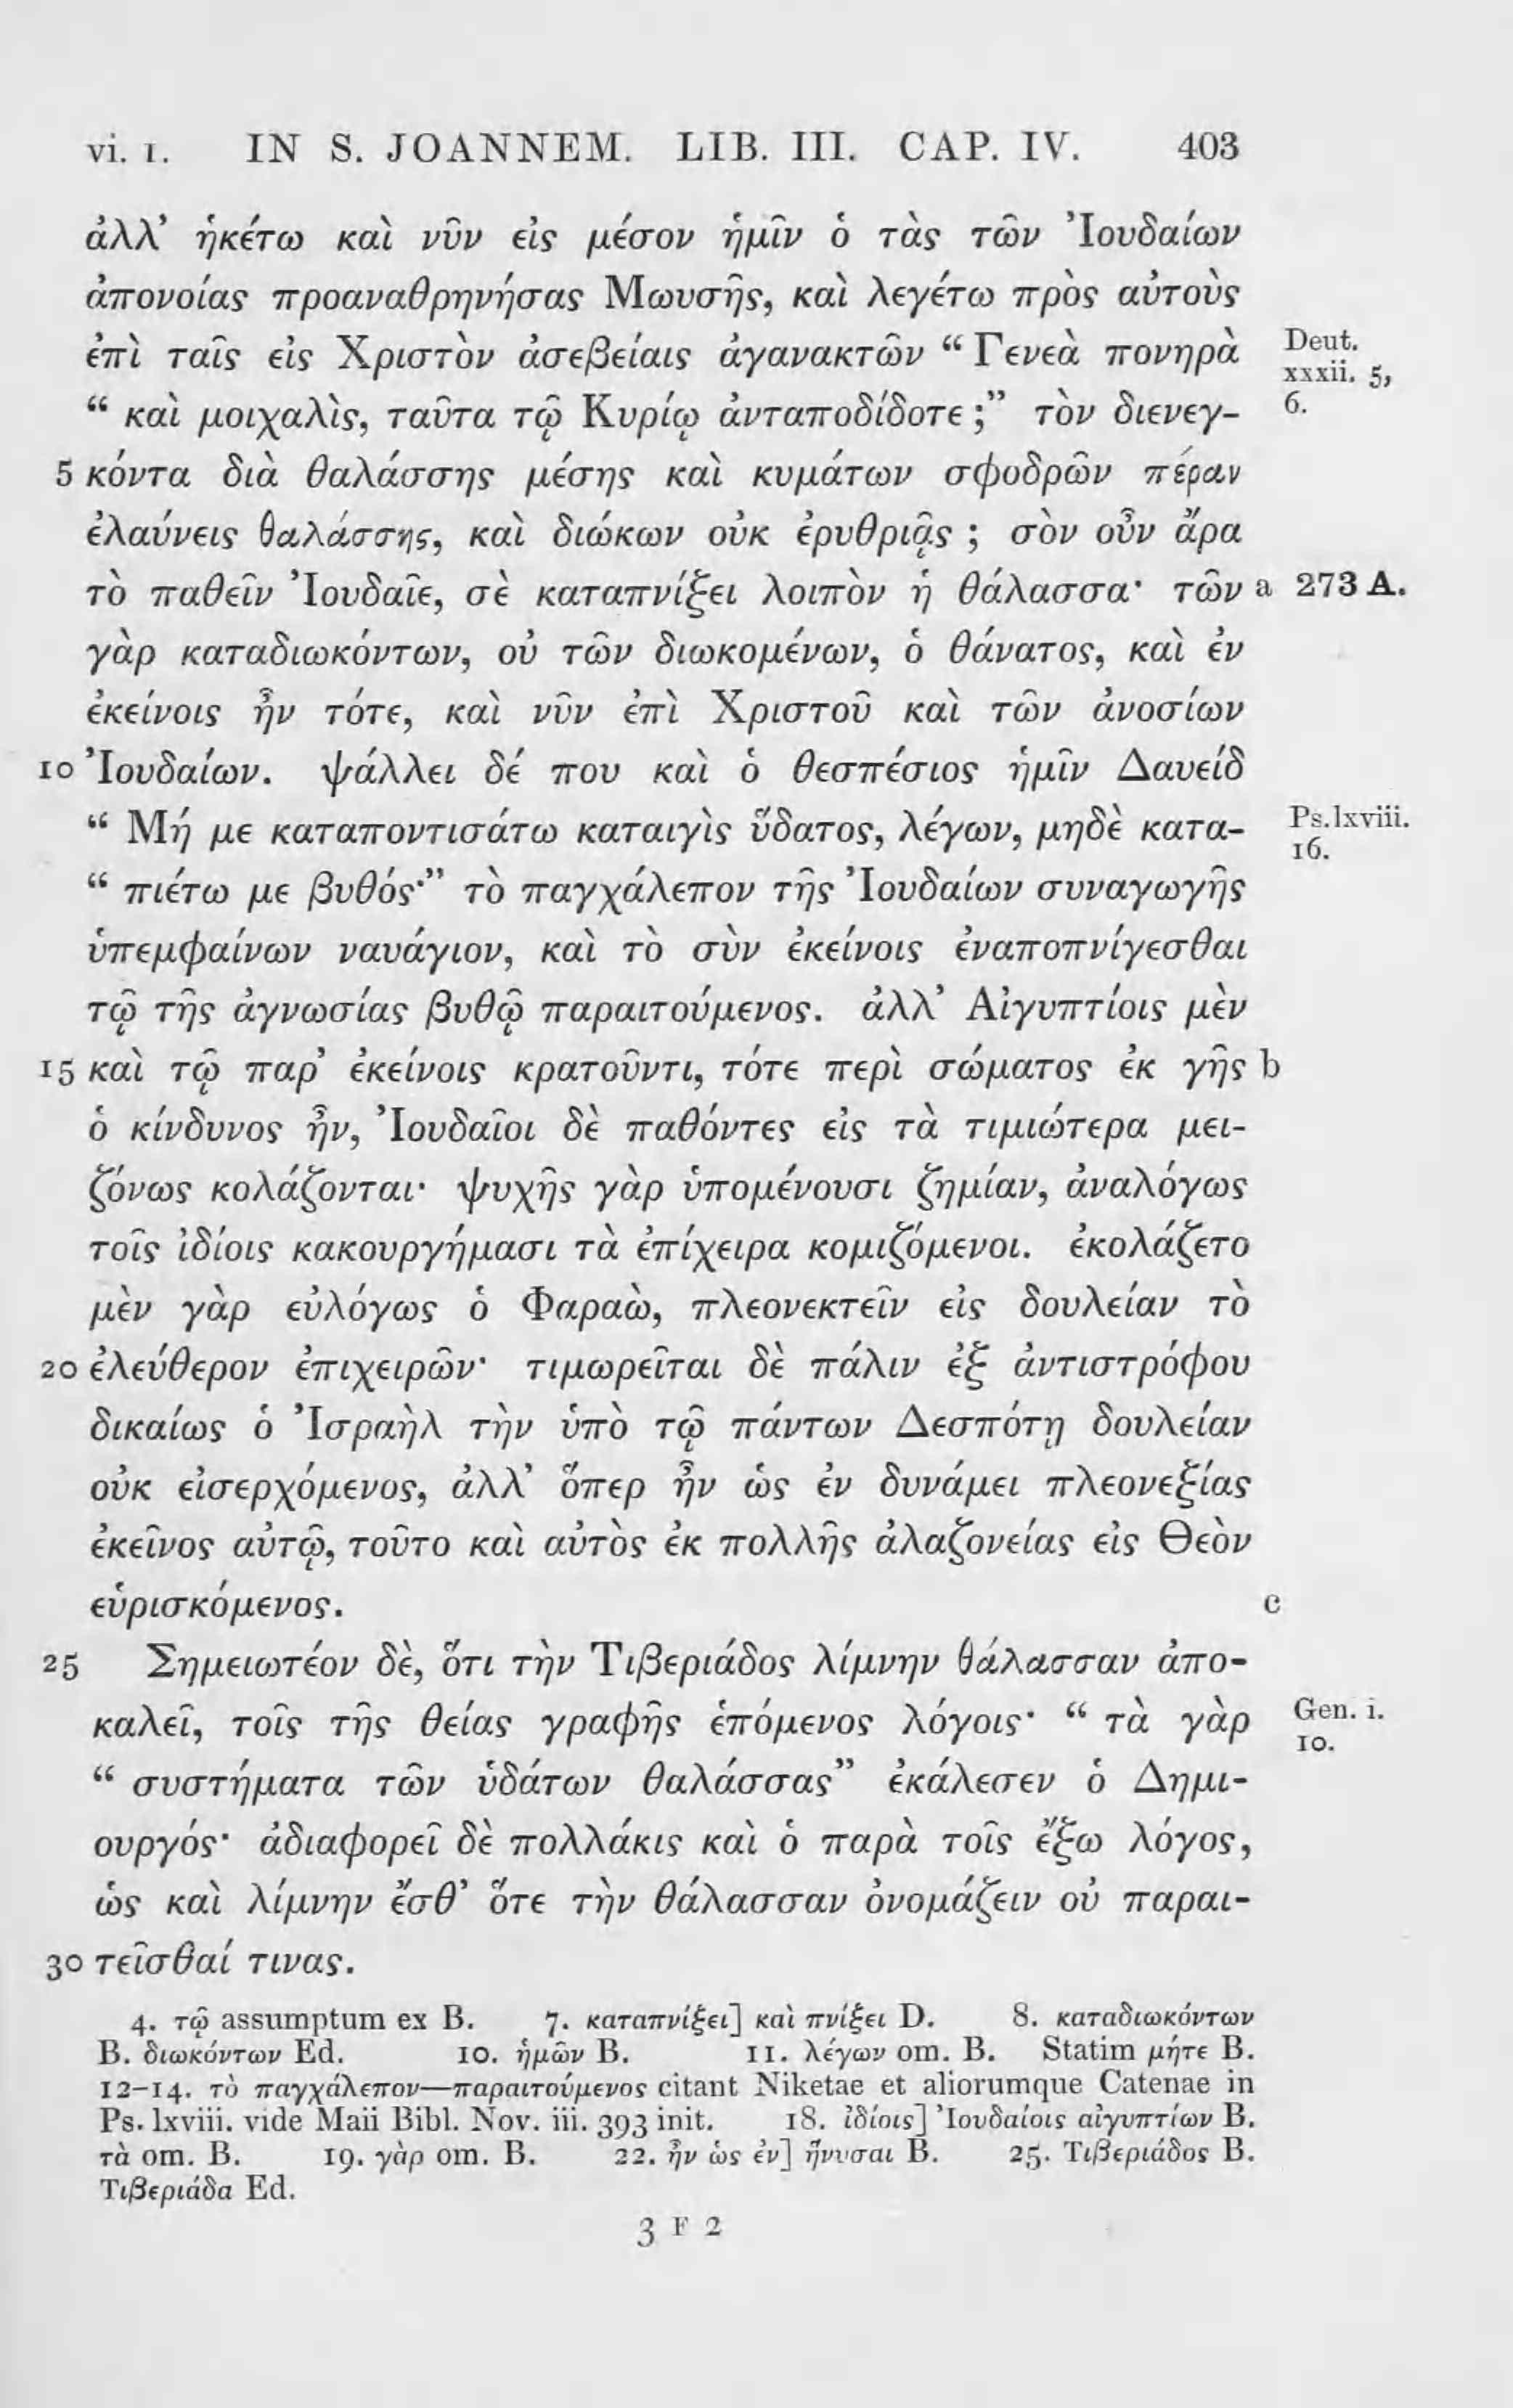 vi. 1. IN S. JOANNEM. LIB. III. CAP. IV. 403
ἀλλ’ ἡκέτω καὶ νῦν εἰς μέσον ἡμῖν ὁ τὰς τῶν Ἰουδαίων
ἀπονοίας προαναθρηνήσας Μωυσῆς, καὶ λεγέτω πρὸς αὐτοὺς
ἐπὶ ταῖς εἰς Χριστὸν ἀσεβείαις ἀγανακτῶν “ Γενεὰ πονηρὰ Deut. xxxii. 5,
“ καὶ μοιχαλὶς, ταῦτα τῷ Κυρίῳ ἀνταποδίδοτε ;” τὸν διενεγ- 6.
5 κόντα διὰ θαλάσσης μέσης καὶ κυμάτων σφοδρῶν πέραν
ἐλαύνεις θαλάσσης, καὶ διώκων οὐκ ἐρυθριᾷς ; σὸν οὖν ἄρα
τὸ παθεῖν Ἰουδαῖε, σὲ καταπνίξει λοιπὸν ἡ θάλασσα· τῶν a 273 A.
γὰρ καταδιωκόντων, οὐ τῶν διωκομένων, ὁ θάνατος, καὶ ἐν
ἐκείνοις ἦν τότε, καὶ νῦν ἐπὶ Χριστοῦ καὶ τῶν ἀνοσίων
10 Ἰουδαίων. ψάλλει δέ που καὶ ὁ θεσπέσιος ἡμῖν Δαυείδ
“ Μή με καταποντισάτω καταιγὶς ὕδατος, λέγων, μηδὲ κατα- Ps. lxviii.
“ πιέτω με βυθός·” τὸ παγχάλεπον τῆς Ἰουδαίων συναγωγῆς 16.
ὑπεμφαίνων ναυάγιον, καὶ τὸ σὺν ἐκείνοις ἐναποπνίγεσθαι
τῷ τῆς ἀγνωσίας βυθῷ παραιτούμενος. ἀλλ’ Αἰγυπτίοις μὲν
15 καὶ τῷ παρ’ ἐκείνοις κρατοῦντι, τότε περὶ σώματος ἐκ γῆς b
ὁ κίνδυνος ἦν, Ἰουδαῖοι δὲ παθόντες εἰς τὰ τιμιώτερα μει-
ζόνως κολάζονται· ψυχῆς γὰρ ὑπομένουσι ζημίαν, ἀναλόγως
τοῖς ἰδίοις κακουργήμασι τὰ ἐπίχειρα κομιζόμενοι. ἐκολάζετο
μὲν γὰρ εὐλόγως ὁ Φαραὼ, πλεονεκτεῖν εἰς δουλείαν τὸ
20 ἐλεύθερον ἐπιχειρῶν· τιμωρεῖται δὲ πάλιν ἐξ ἀντιστρόφου
δικαίως ὁ Ἰσραὴλ τὴν ὑπὸ τῷ πάντων Δεσπότῃ δουλείαν
οὐκ εἰσερχόμενος, ἀλλ’ ὅπερ ἦν ὡς ἐν δυνάμει πλεονεξίας
ἐκεῖνος αὐτῷ, τοῦτο καὶ αὐτὸς ἐκ πολλῆς ἀλαζονείας εἰς Θεὸν
εὑρισκόμενος. c
25 Σημειωτέον δὲ, ὅτι τὴν Τιβεριάδος λίμνην θάλασσαν ἀπο-
καλεῖ, τοῖς τῆς θείας γραφῆς ἑπόμενος λόγοις· “ τὰ γὰρ Gen. i. 10.
“ συστήματα τῶν ὑδάτων θαλάσσας” ἐκάλεσεν ὁ Δημι-
ουργός· ἀδιαφορεῖ δὲ πολλάκις καὶ ὁ παρὰ τοῖς ἔξω λόγος,
ὡς καὶ λίμνην ἔσθ’ ὅτε τὴν θάλασσαν ὀνομάζειν οὐ παραι-
30 τεῖσθαί τινας.
4. τῷ assumptum ex B. 7. καταπνίξει] καὶ πνίξει D. 8. καταδιωκόντων
B. διωκόντων Ed. 10. ἡμῶν B. 11. λέγων om. B. Statim μήτε B.
12–14. τὸ παγχάλεπον—παραιτούμενος citant Niketae et aliorumque Catenae in
Ps. lxviii. vide Maii Bibl. Nov. iii. 393 init. 18. ἰδίοις] Ἰουδαίοις αἰγυπτίων B.
τὰ om. B. 19. γὰρ om. B. 22. ἦν ὡς ἐν] ἤνυσαι B. 25. Τιβεριάδος B.
Τιβεριάδα Ed.
3 F 2